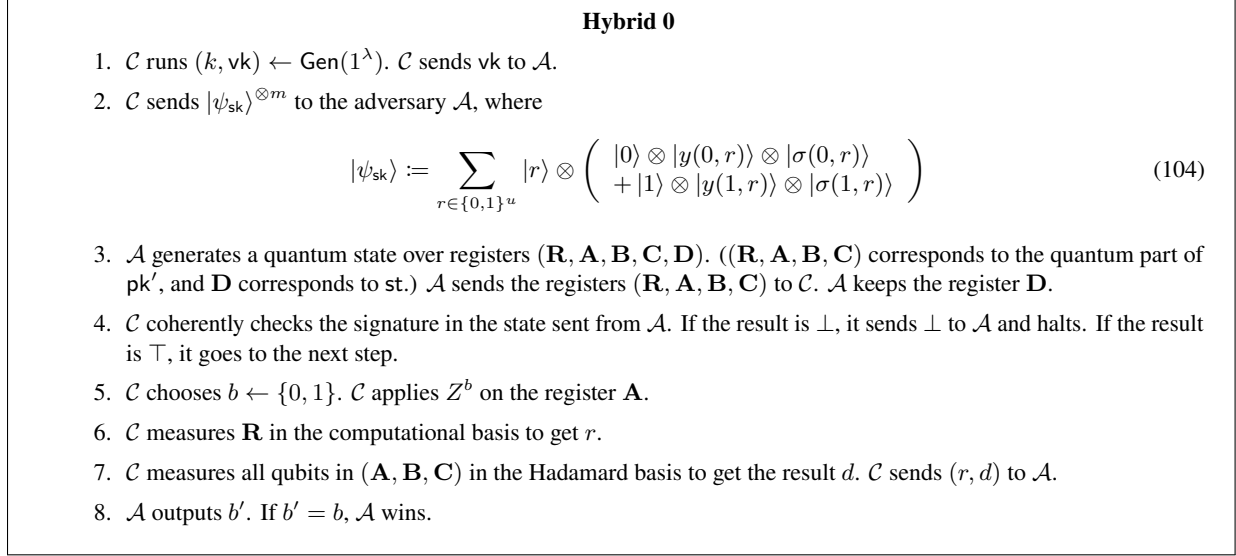 Hybrid 0
1. 𝒞 runs (k, vk) ← Gen(1^λ). 𝒞 sends vk to 𝒜.
2. 𝒞 sends |ψ_sk⟩^⊗m to the adversary 𝒜, where
|ψ_sk⟩ := ∑_{r∈{0,1}^u} |r⟩ ⊗ ( |0⟩ ⊗ |y(0, r)⟩ ⊗ |σ(0, r)⟩
+ |1⟩ ⊗ |y(1, r)⟩ ⊗ |σ(1, r)⟩ ) (104)
3. 𝒜 generates a quantum state over registers (R, A, B, C, D). ((R, A, B, C) corresponds to the quantum part of
pk′, and D corresponds to st.) 𝒜 sends the registers (R, A, B, C) to 𝒞. 𝒜 keeps the register D.
4. 𝒞 coherently checks the signature in the state sent from 𝒜. If the result is ⊥, it sends ⊥ to 𝒜 and halts. If the result
is ⊤, it goes to the next step.
5. 𝒞 chooses b ← {0, 1}. 𝒞 applies Z^b on the register A.
6. 𝒞 measures R in the computational basis to get r.
7. 𝒞 measures all qubits in (A, B, C) in the Hadamard basis to get the result d. 𝒞 sends (r, d) to 𝒜.
8. 𝒜 outputs b′. If b′ = b, 𝒜 wins.